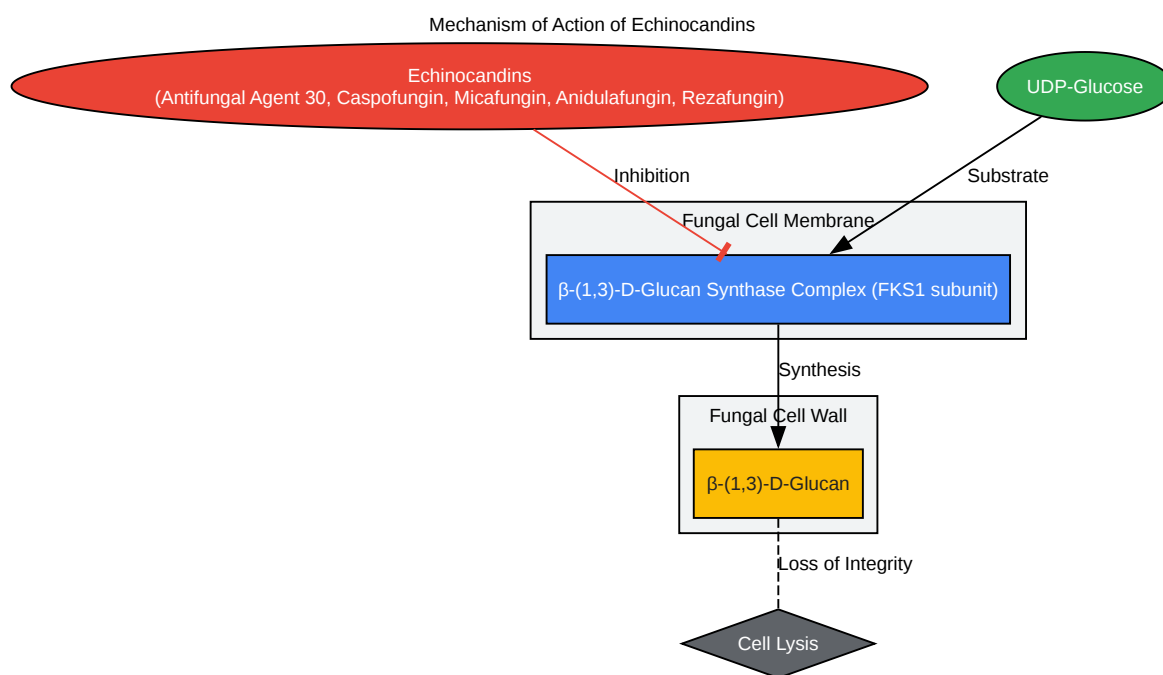 Mechanism of Action of Echinocandins
Echinocandins
(Antifungal Agent 30, Caspofungin, Micafungin, Anidulafungin, Rezafungin)
UDP-Glucose
Inhibition
Substrate
Fungal Cell Membrane
β-(1,3)-D-Glucan Synthase Complex (FKS1 subunit)
Synthesis
Fungal Cell Wall
β-(1,3)-D-Glucan
Loss of Integrity
Cell Lysis